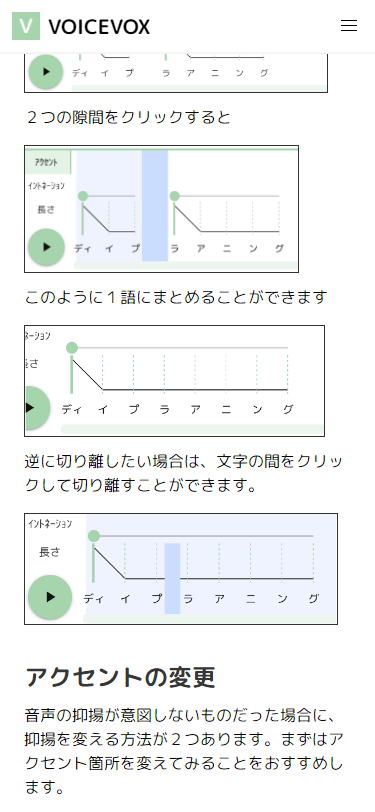 V VOICEVOX
ディ イ プ ラ ア ニ ン グ
２つの隙間をクリックすると
アクセント
イントネーション
長さ
ディ イ プ ラ ア ニ ン グ
このように１語にまとめることができます
ネーション
長さ
ディ イ プ ラ ア ニ ン グ
逆に切り離したい場合は、文字の間をクリッ
クして切り離すことができます。
イントネーション
長さ
ディ イ プ ラ ア ニ ン グ
アクセントの変更
音声の抑揚が意図しないものだった場合に、
抑揚を変える方法が２つあります。まずはア
クセント箇所を変えてみることをおすすめし
ます。